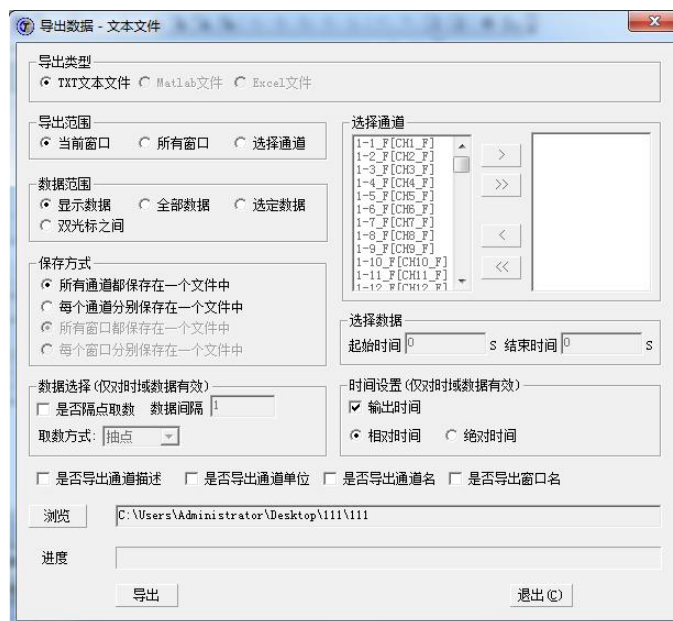 导出数据 - 文本文件
导出类型
TXT文本文件 Matlab文件 Excel文件
导出范围
当前窗口 所有窗口 选择通道
数据范围
显示数据 全部数据 选定数据
双光标之间
保存方式
所有通道都保存在一个文件中
每个通道分别保存在一个文件中
所有窗口都保存在一个文件中
每个窗口分别保存在一个文件中
选择通道
1-1_F[CH1_F]
1-2_F[CH2_F]
1-3_F[CH3_F]
1-4_F[CH4_F]
1-5_F[CH5_F]
1-6_F[CH6_F]
1-7_F[CH7_F]
1-8_F[CH8_F]
1-9_F[CH9_F]
1-10_F[CH10_F]
1-11_F[CH11_F]
1-12_F[CH12_F]
>
>>
<
<<
选择数据
起始时间 0 S 结束时间 0 S
数据选择(仅对时域数据有效)
是否隔点取数 数据间隔 1
取数方式: 抽点
时间设置(仅对时域数据有效)
输出时间
相对时间 绝对时间
是否导出通道描述 是否导出通道单位 是否导出通道名 是否导出窗口名
浏览 C:\Users\Administrator\Desktop\111\111
进度
导出 退出(C)